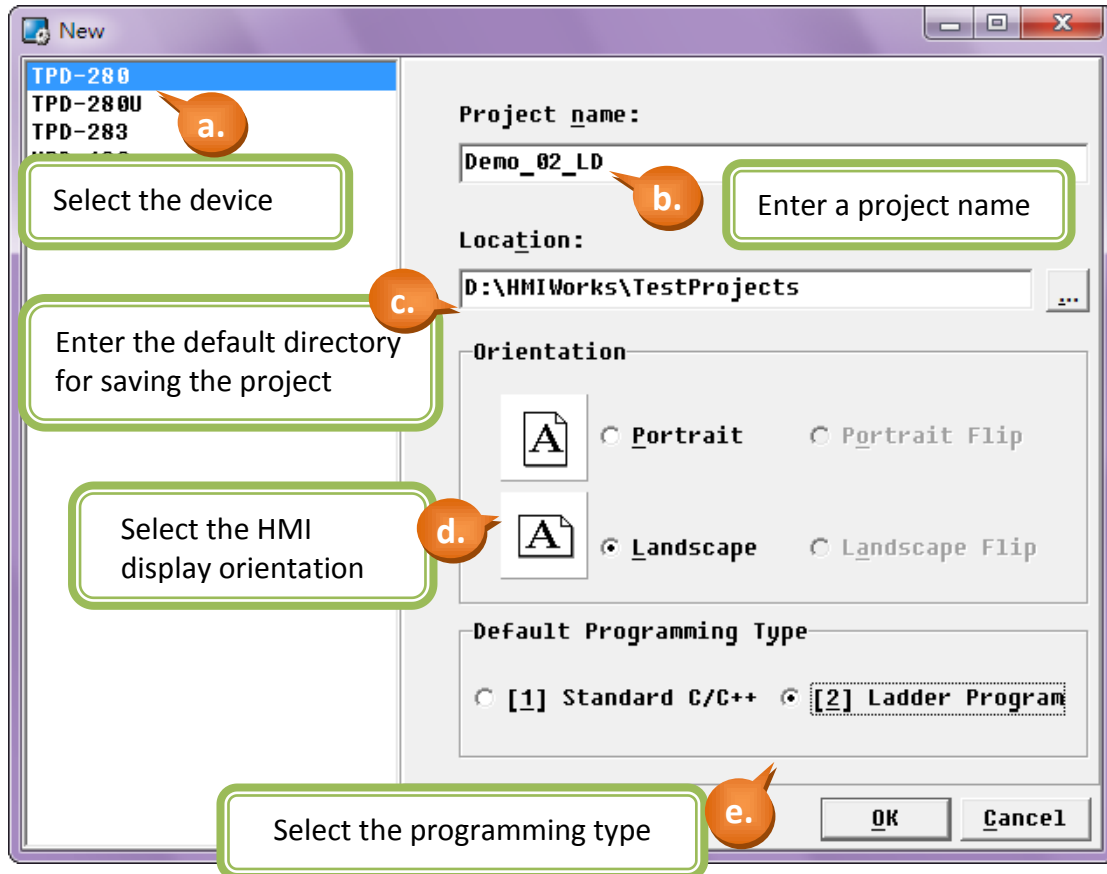 New
TPD-280
TPD-280U
TPD-283
a.
Select the device
Project name:
Demo_02_LD
b.
Enter a project name
Location:
D:\HMIWorks\TestProjects
...
c.
Enter the default directory
for saving the project
Orientation
A
Portrait
Portrait Flip
Select the HMI
display orientation
d.
A
Landscape
Landscape Flip
Default Programming Type
[1] Standard C/C++
[2] Ladder Program
e.
Select the programming type
OK
Cancel